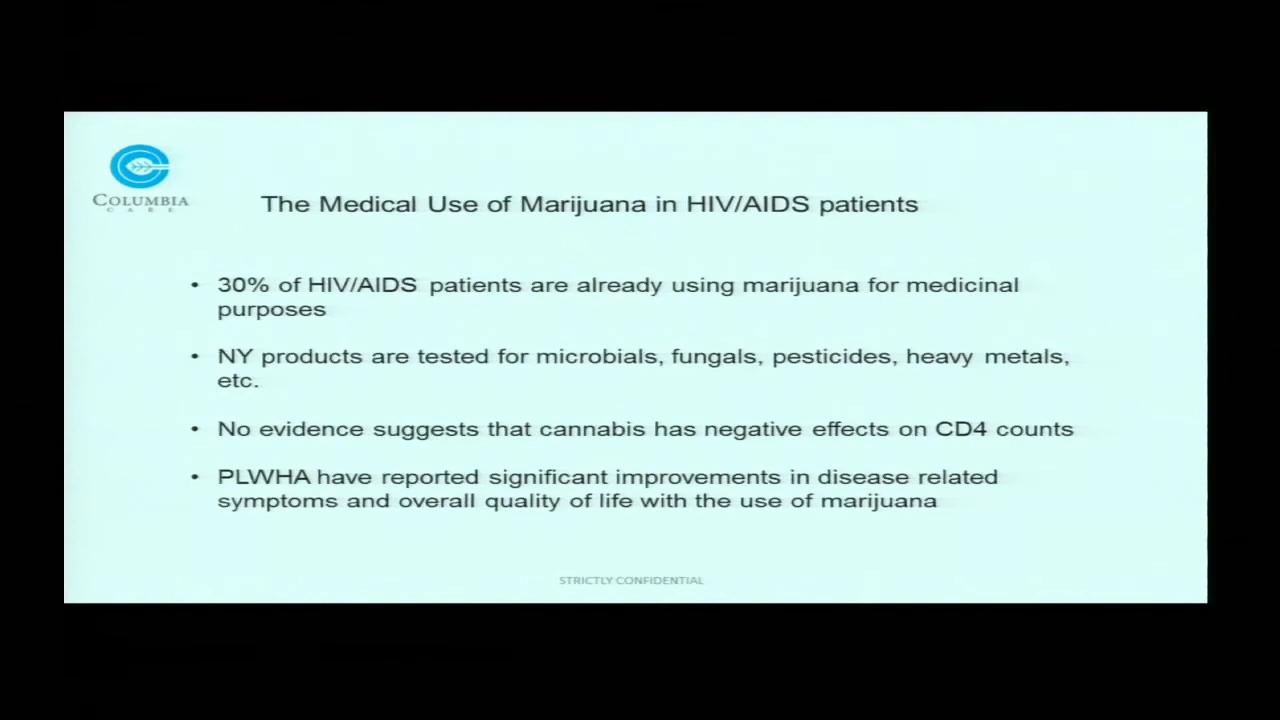 COLUMBIA
CARE
The Medical Use of Marijuana in HIV/AIDS patients
• 30% of HIV/AIDS patients are already using marijuana for medicinal
purposes
• NY products are tested for microbials, fungals, pesticides, heavy metals,
etc.
• No evidence suggests that cannabis has negative effects on CD4 counts
• PLWHA have reported significant improvements in disease related
symptoms and overall quality of life with the use of marijuana
STRICTLY CONFIDENTIAL